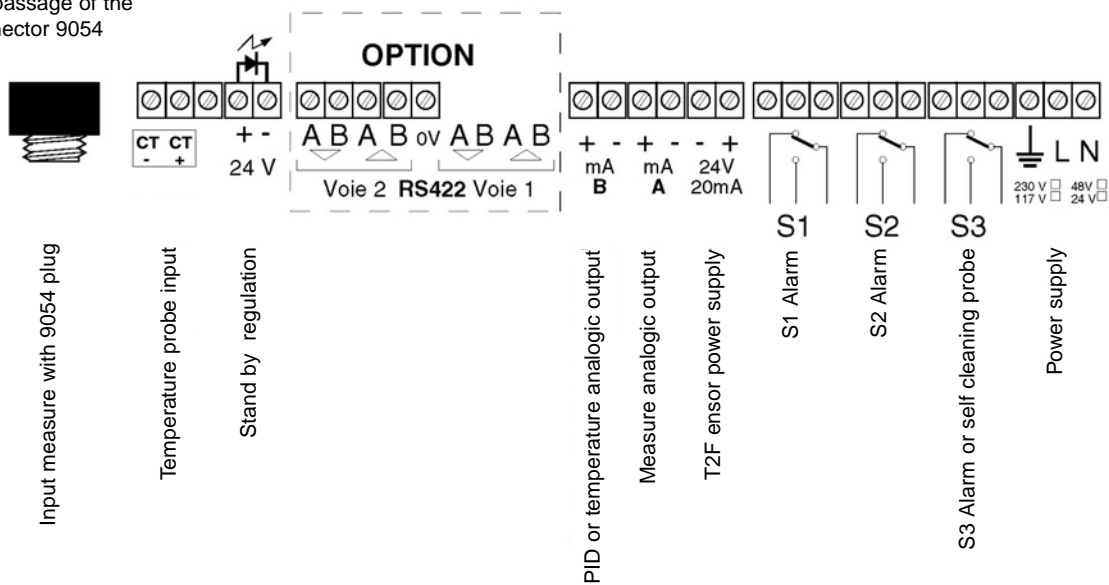 passage of the
nector 9054
OPTION
CT CT
- +
+ -
24 V
A B A B 0V A B A B
Voie 2 RS422 Voie 1
+ -
mA
B
+ -
mA
A
- +
24V
20mA
S1
S2
S3
L N
230 V 48V
117 V 24 V
Input measure with 9054 plug
Temperature probe input
Stand by regulation
PID or temperature analogic output
Measure analogic output
T2F ensor power supply
S1 Alarm
S2 Alarm
S3 Alarm or self cleaning probe
Power supply